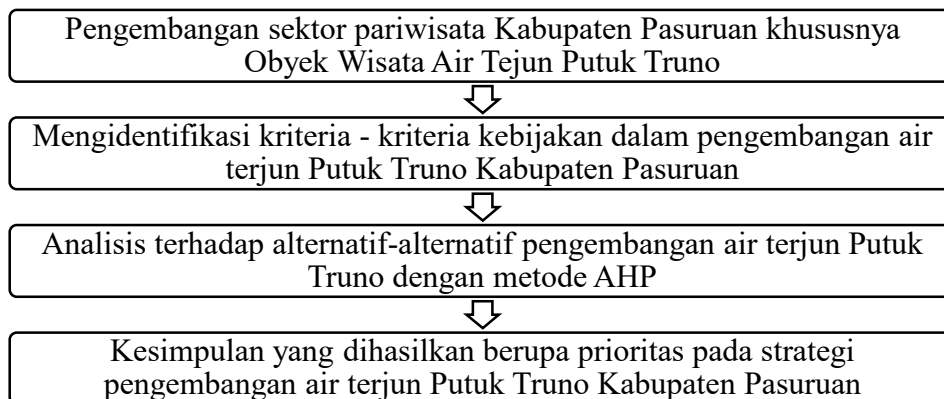 Pengembangan sektor pariwisata Kabupaten Pasuruan khususnya
Obyek Wisata Air Tejun Putuk Truno
Mengidentifikasi kriteria - kriteria kebijakan dalam pengembangan air
terjun Putuk Truno Kabupaten Pasuruan
Analisis terhadap alternatif-alternatif pengembangan air terjun Putuk
Truno dengan metode AHP
Kesimpulan yang dihasilkan berupa prioritas pada strategi
pengembangan air terjun Putuk Truno Kabupaten Pasuruan